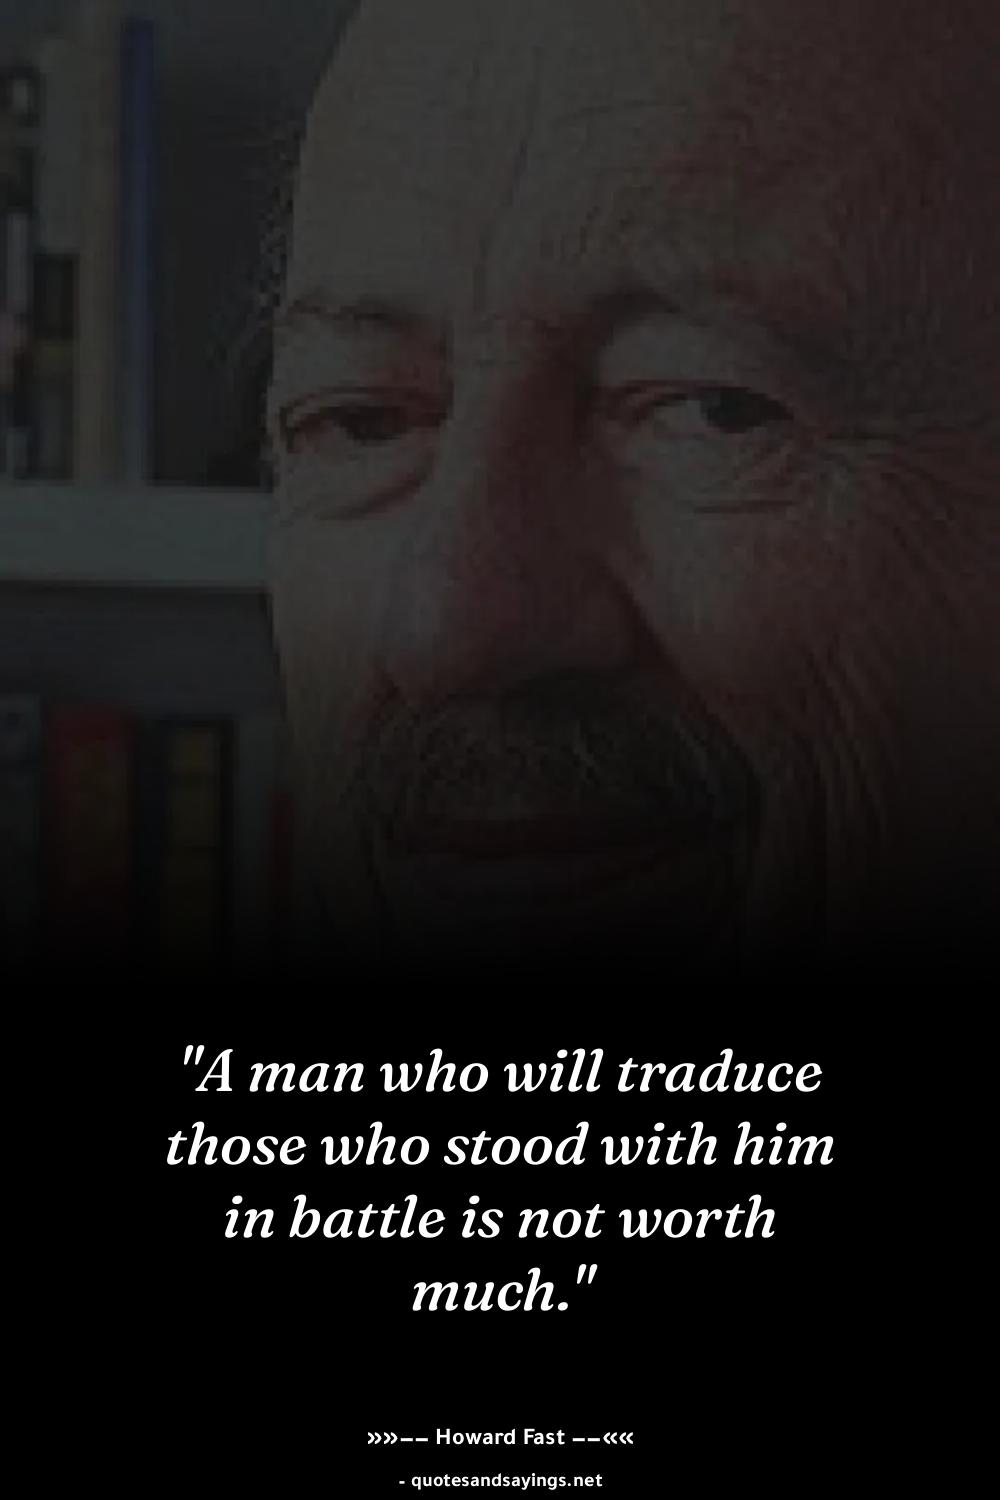 "A man who will traduce
those who stood with him
in battle is not worth
much."
»»−− Howard Fast −−««
- quotesandsayings.net